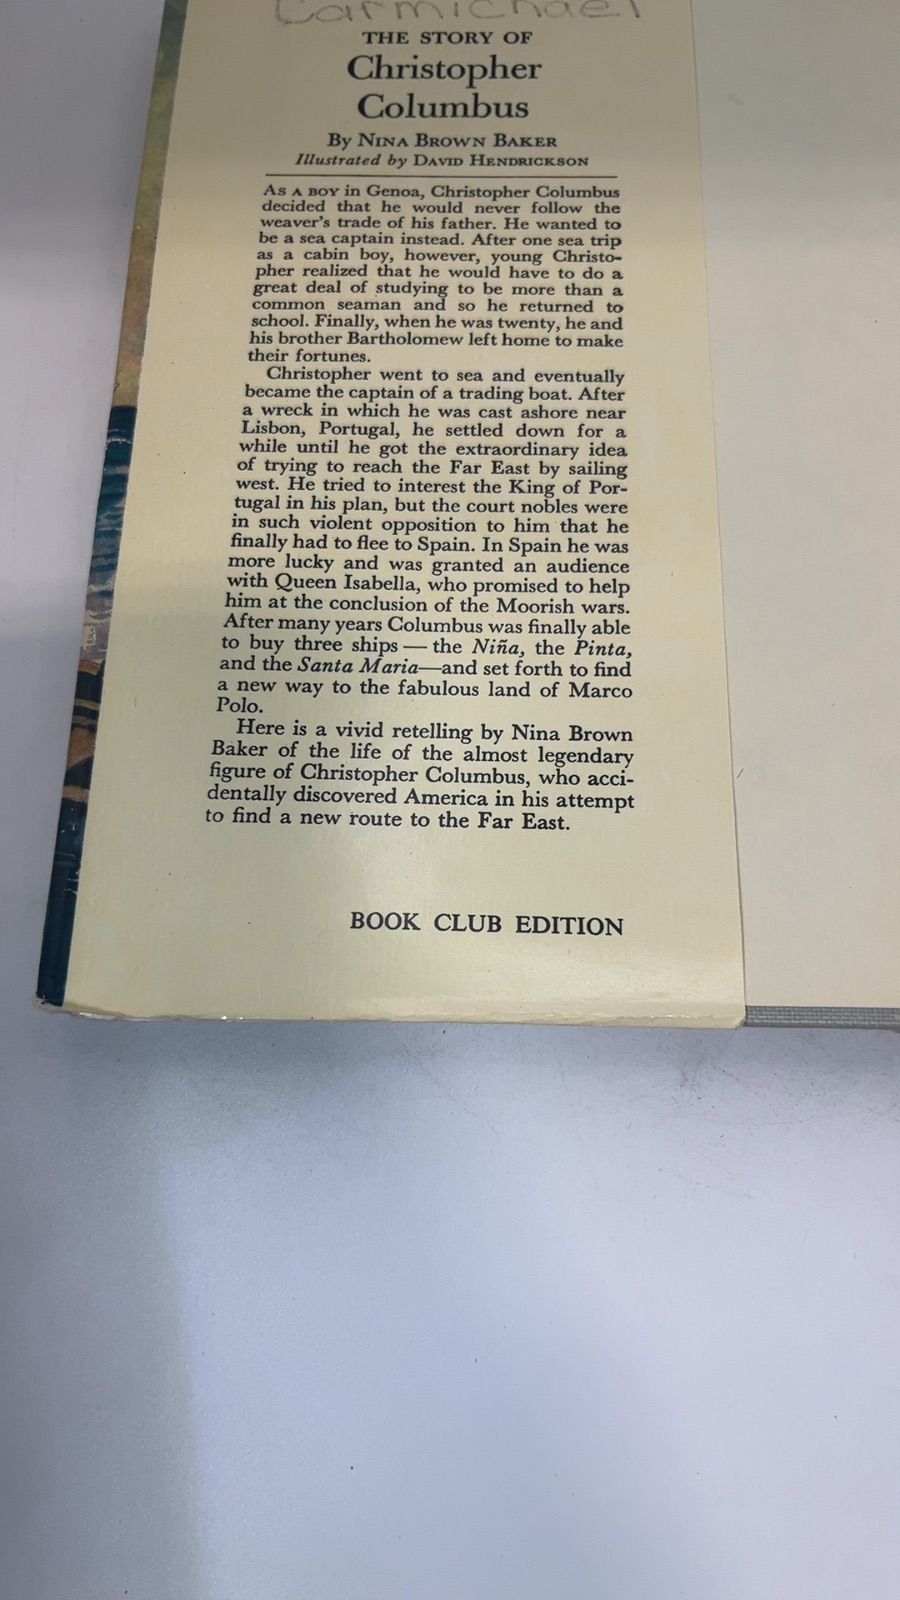 Carmichael
THE STORY OF
Christopher
Columbus
By NINA BROWN BAKER
Illustrated by DAVID HENDRICKSON
AS A BOY in Genoa, Christopher Columbus
decided that he would never follow the
weaver's trade of his father. He wanted to
be a sea captain instead. After one sea trip
as a cabin boy, however, young Christo-
pher realized that he would have to do a
great deal of studying to be more than a
common seaman and so he returned to
school. Finally, when he was twenty, he and
his brother Bartholomew left home to make
their fortunes.
Christopher went to sea and eventually
became the captain of a trading boat. After
a wreck in which he was cast ashore near
Lisbon, Portugal, he settled down for a
while until he got the extraordinary idea
of trying to reach the Far East by sailing
west. He tried to interest the King of Por-
tugal in his plan, but the court nobles were
in such violent opposition to him that he
finally had to flee to Spain. In Spain he was
more lucky and was granted an audience
with Queen Isabella, who promised to help
him at the conclusion of the Moorish wars.
After many years Columbus was finally able
to buy three ships — the Niña, the Pinta,
and the Santa Maria—and set forth to find
a new way to the fabulous land of Marco
Polo.
Here is a vivid retelling by Nina Brown
Baker of the life of the almost legendary
figure of Christopher Columbus, who acci-
dentally discovered America in his attempt
to find a new route to the Far East.
BOOK CLUB EDITION